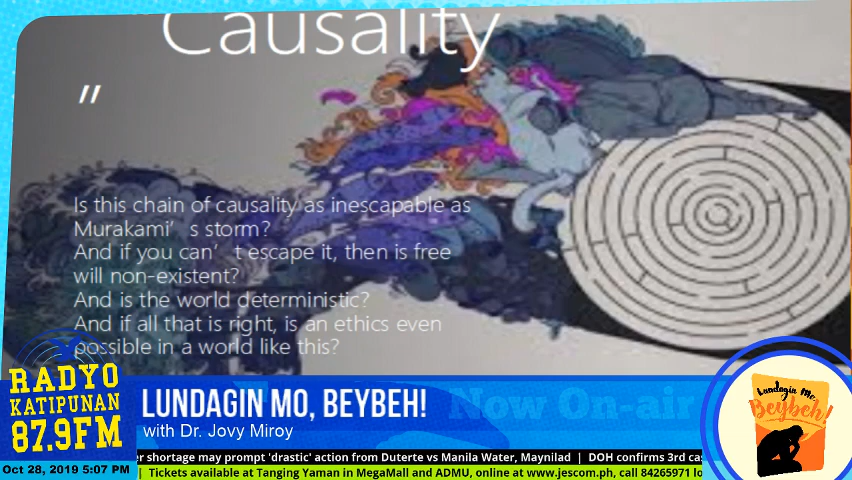 Causality
"
Is this chain of causality as inescapable as
Murakami's storm?
And if you can't escape it, then is free
will non-existent?
And is the world deterministic?
And if all that is right, is an ethics even
possible in a world like this?
RADYO
KATIPUNAN
87.9FM
LUNDAGIN MO, BEYBEH!
with Dr. Jovy Miroy
Now On-air
Lundagin Mo,
Beybeh!
er shortage may prompt 'drastic' action from Duterte vs Manila Water, Maynilad | DOH confirms 3rd cas
Oct 28, 2019 5:07 PM
| Tickets available at Tanging Yaman in MegaMall and ADMU, online at www.jescom.ph, call 84265971 lo